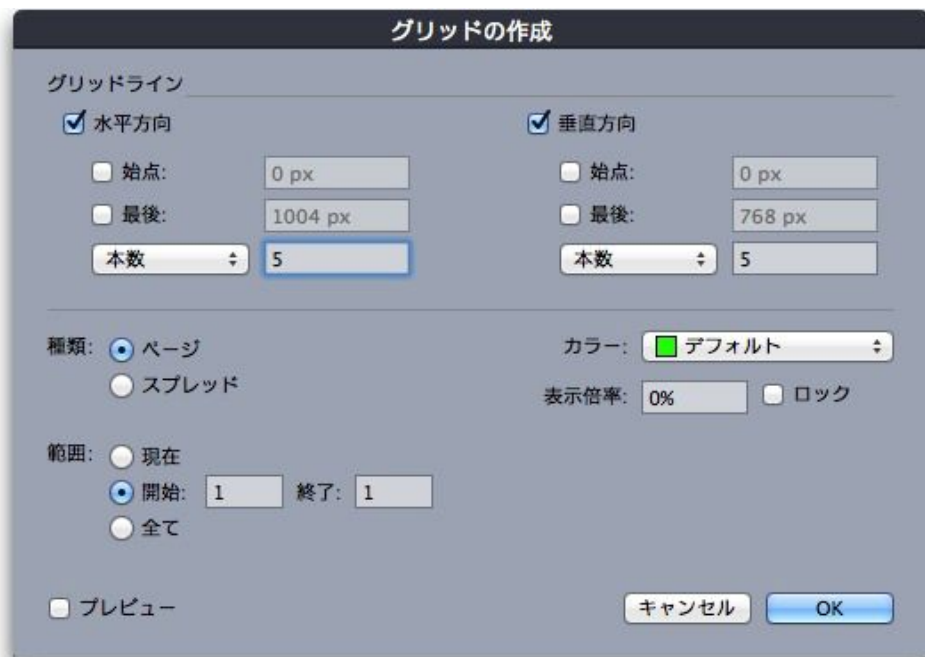 グリッドの作成
グリッドライン
水平方向
始点: 0 px
最後: 1004 px
本数 5
垂直方向
始点: 0 px
最後: 768 px
本数 5
種類: ページ
スプレッド
カラー: デフォルト
表示倍率: 0% ロック
範囲: 現在
開始: 1 終了: 1
全て
プレビュー
キャンセル OK